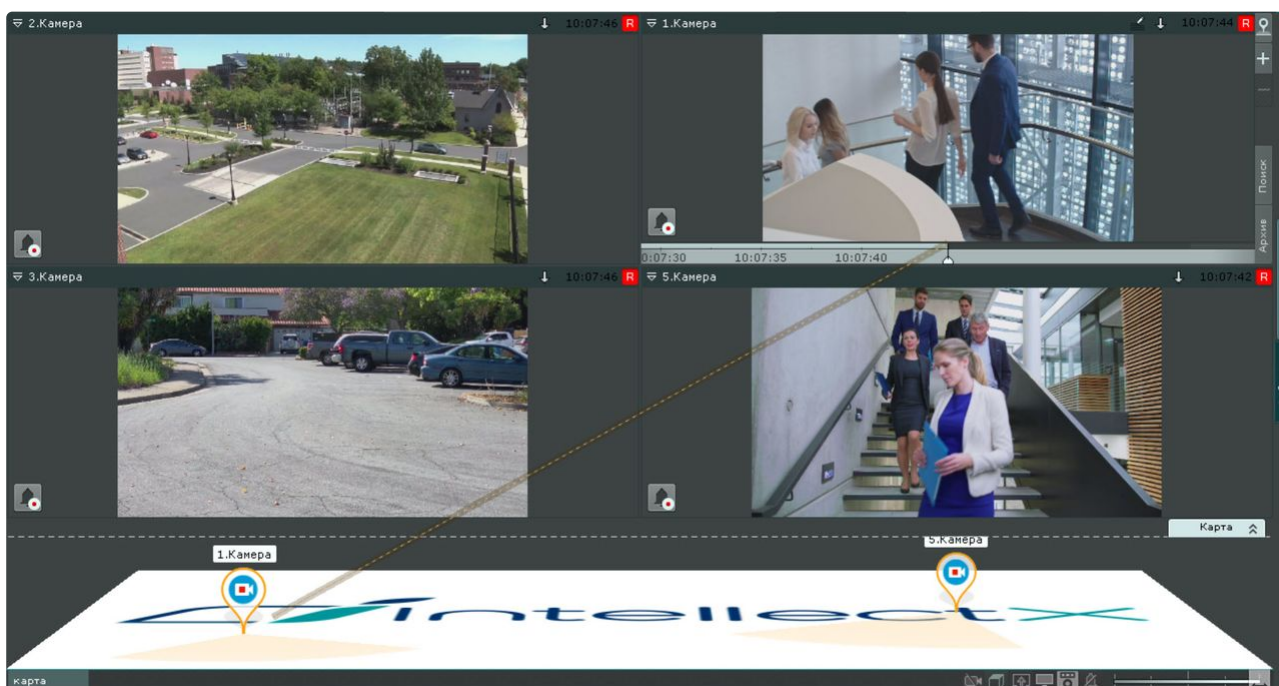 2.Камера 10:07:46 R
1.Камера 10:07:44 R
Поиск
Архив
0:07:30 10:07:35 10:07:40
3.Камера 10:07:46 R
5.Камера 10:07:42 R
Карта
1.Камера
5.Камера
intellect X
карта